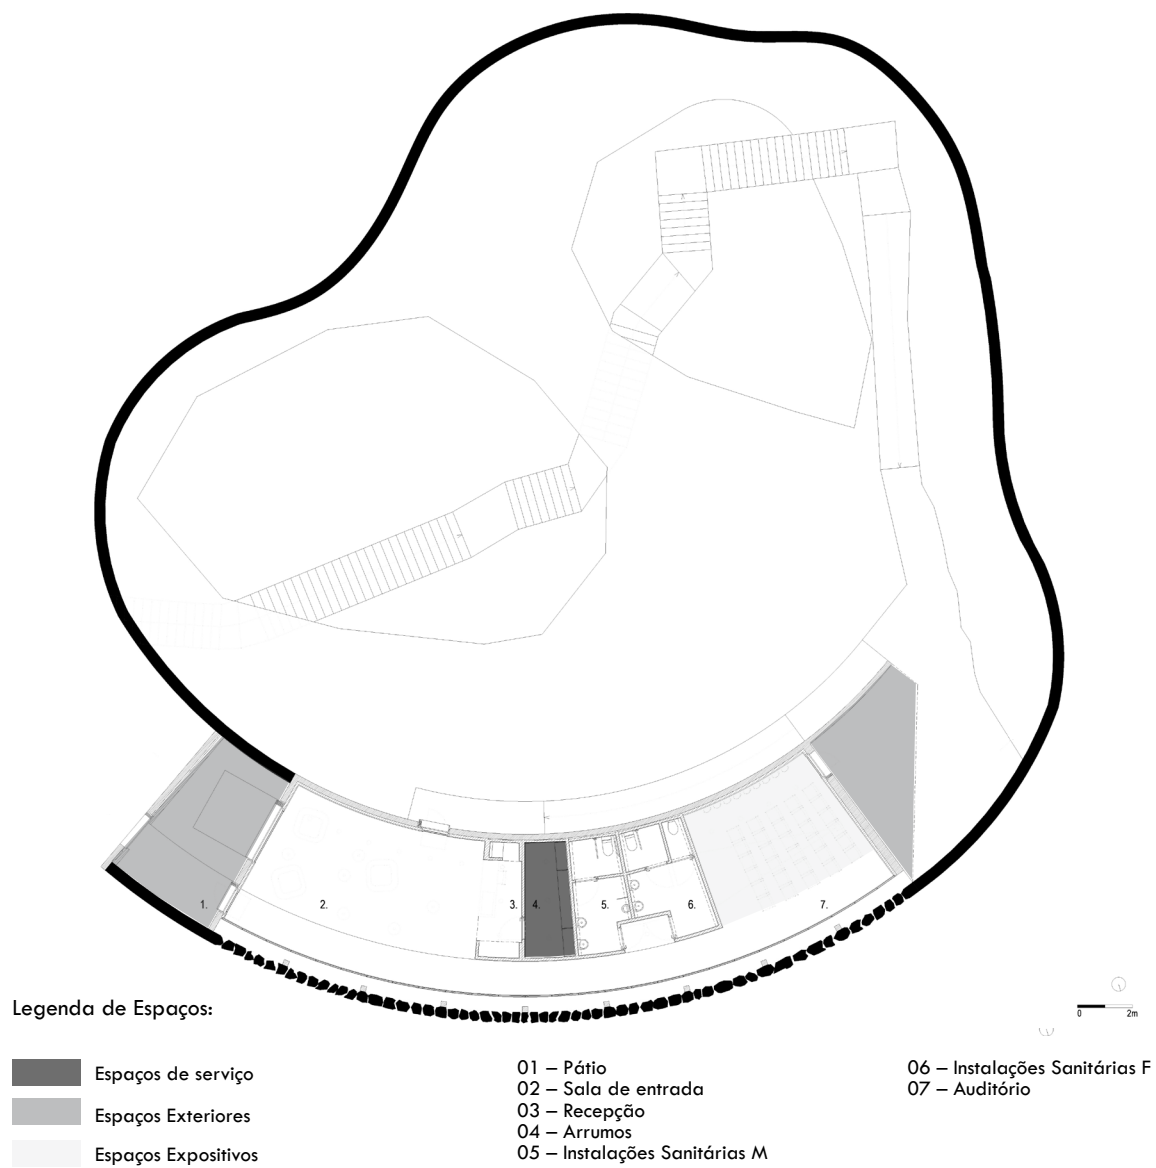 1.
2.
3.
4.
5.
6.
7.
0
2m
Legenda de Espaços:
Espaços de serviço
Espaços Exteriores
Espaços Expositivos
01 – Pátio
02 – Sala de entrada
03 – Recepção
04 – Arrumos
05 – Instalações Sanitárias M
06 – Instalações Sanitárias F
07 – Auditório